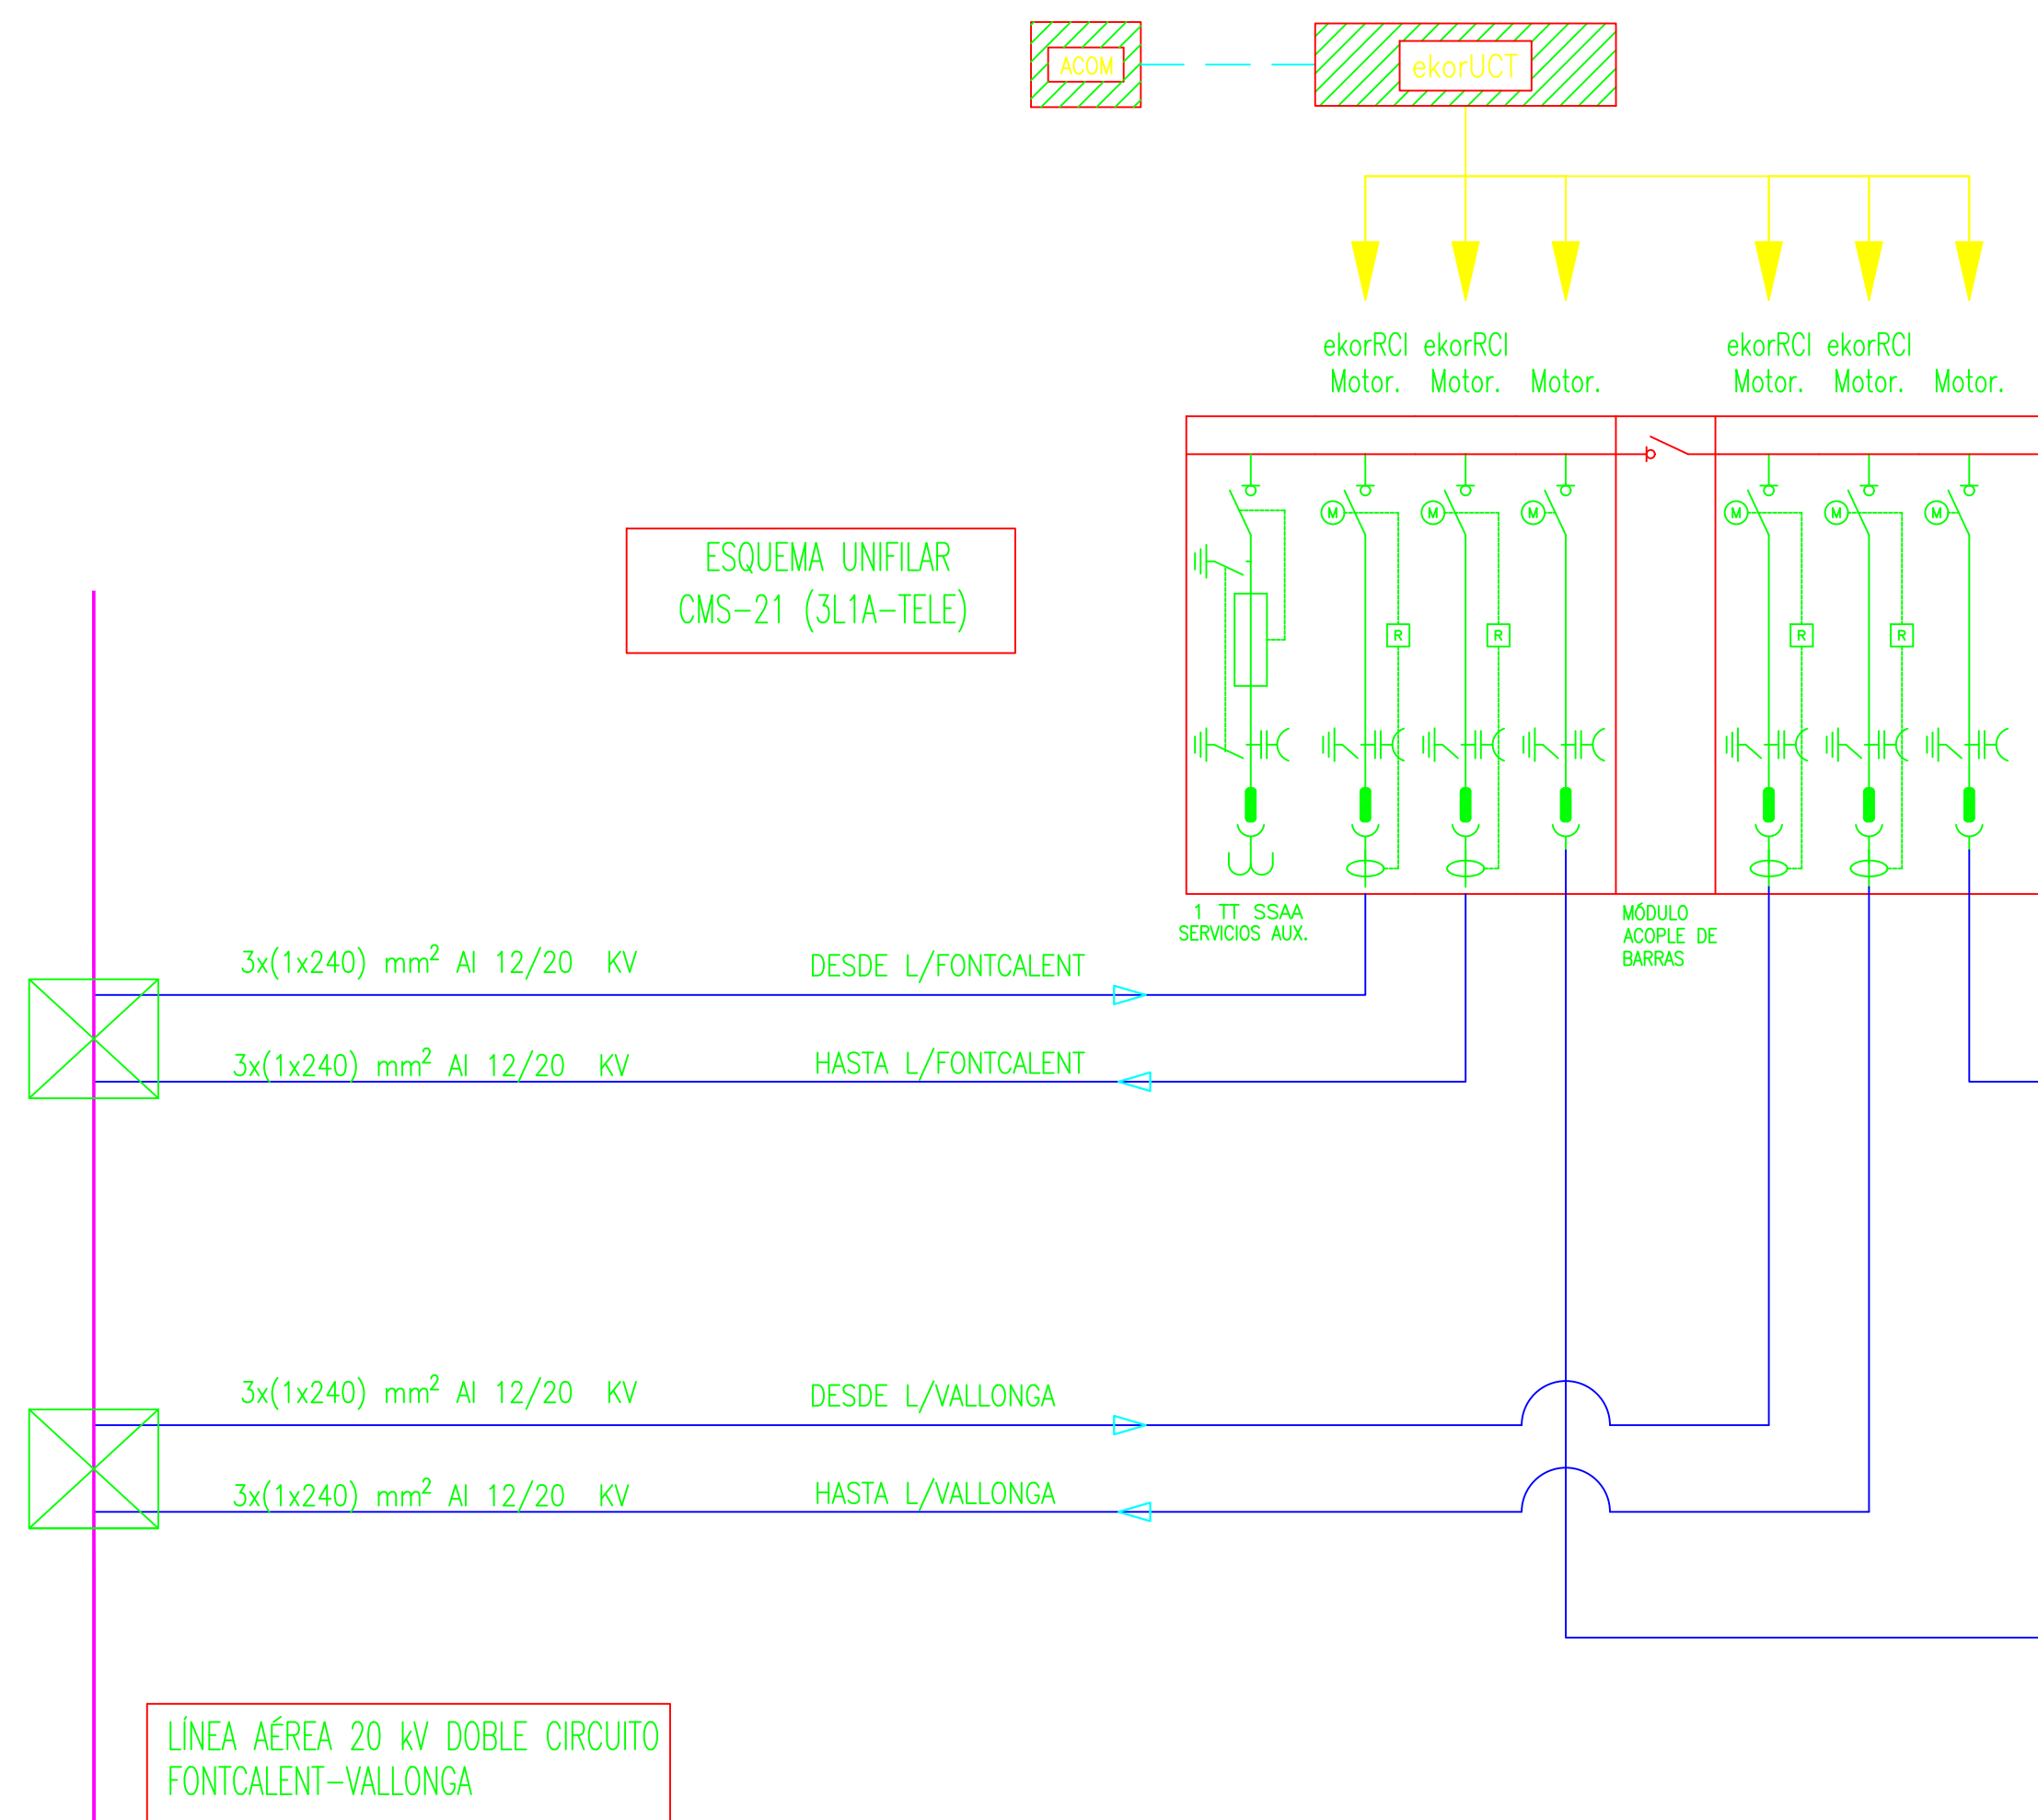 ACOM
ekorUCT
ekorRCI ekorRCI ekorRCI ekorRCI
Motor. Motor. Motor. Motor. Motor. Motor.
M M M M M M
ESQUEMA UNIFILAR
CMS-21 (3L1A-TELE)
R R R R
1 TT SSAA
SERVICIOS AUX.
MÓDULO
ACOPLE DE
BARRAS
3x(1x240) mm² Al 12/20 KV DESDE L/FONTCALENT
3x(1x240) mm² Al 12/20 KV HASTA L/FONTCALENT
3x(1x240) mm² Al 12/20 KV DESDE L/VALLONGA
3x(1x240) mm² Al 12/20 KV HASTA L/VALLONGA
LÍNEA AÉREA 20 kV DOBLE CIRCUITO
FONTCALENT-VALLONGA